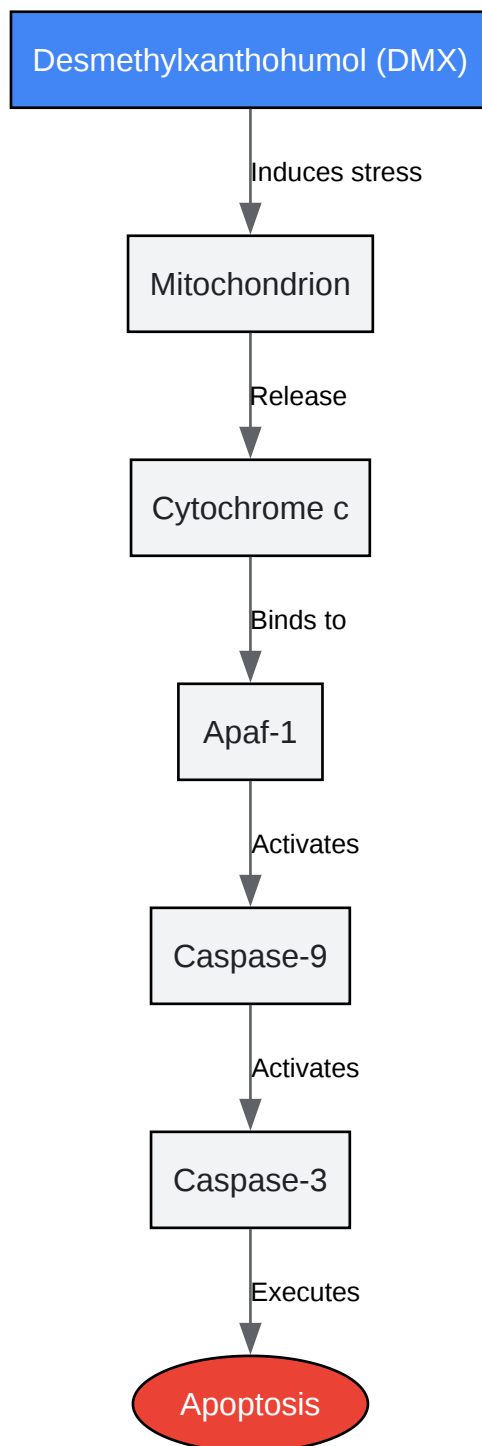 Desmethylxanthohumol (DMX)
Induces stress
Mitochondrion
Release
Cytochrome c
Binds to
Apaf-1
Activates
Caspase-9
Activates
Caspase-3
Executes
Apoptosis